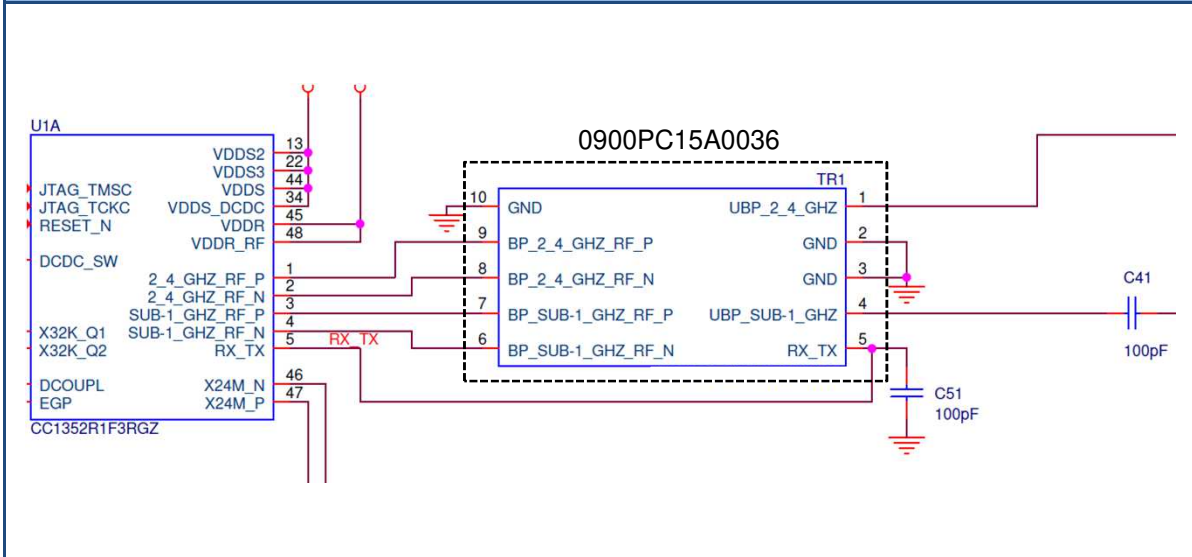 U1A
VDDS2 13
VDDS3 22
VDDS 44
VDDS_DCDC 34
VDDR 45
VDDR_RF 48
JTAG_TMSC
JTAG_TCKC
RESET_N
DCDC_SW
2_4_GHZ_RF_P 1
2_4_GHZ_RF_N 2
SUB-1_GHZ_RF_P 3
SUB-1_GHZ_RF_N 4
RX_TX 5
X32K_Q1
X32K_Q2
DCOUPL
EGP
X24M_N 46
X24M_P 47
CC1352R1F3RGZ
RX_TX
0900PC15A0036
TR1
10 GND
9 BP_2_4_GHZ_RF_P
8 BP_2_4_GHZ_RF_N
7 BP_SUB-1_GHZ_RF_P
6 BP_SUB-1_GHZ_RF_N
UBP_2_4_GHZ 1
GND 2
GND 3
UBP_SUB-1_GHZ 4
RX_TX 5
C41
100pF
C51
100pF